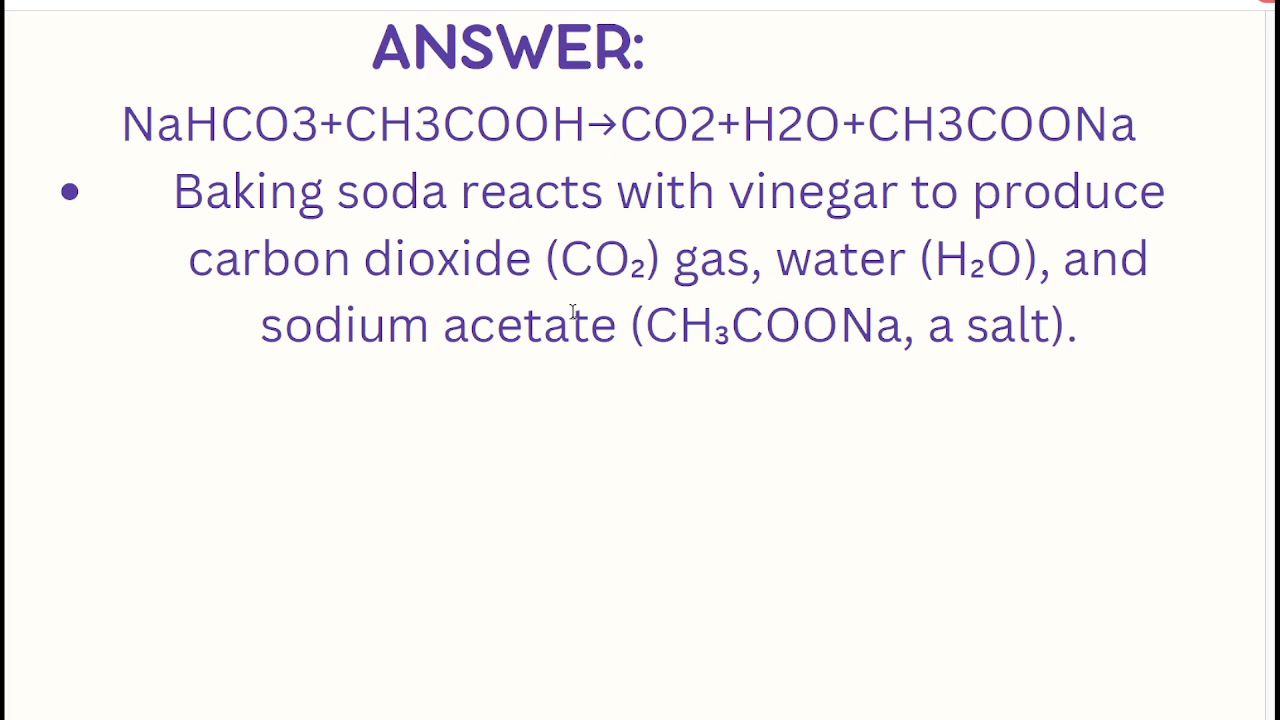 ANSWER:
NaHCO3+CH3COOH→CO2+H2O+CH3COONa
• Baking soda reacts with vinegar to produce
carbon dioxide (CO₂) gas, water (H₂O), and
sodium acetate (CH₃COONa, a salt).